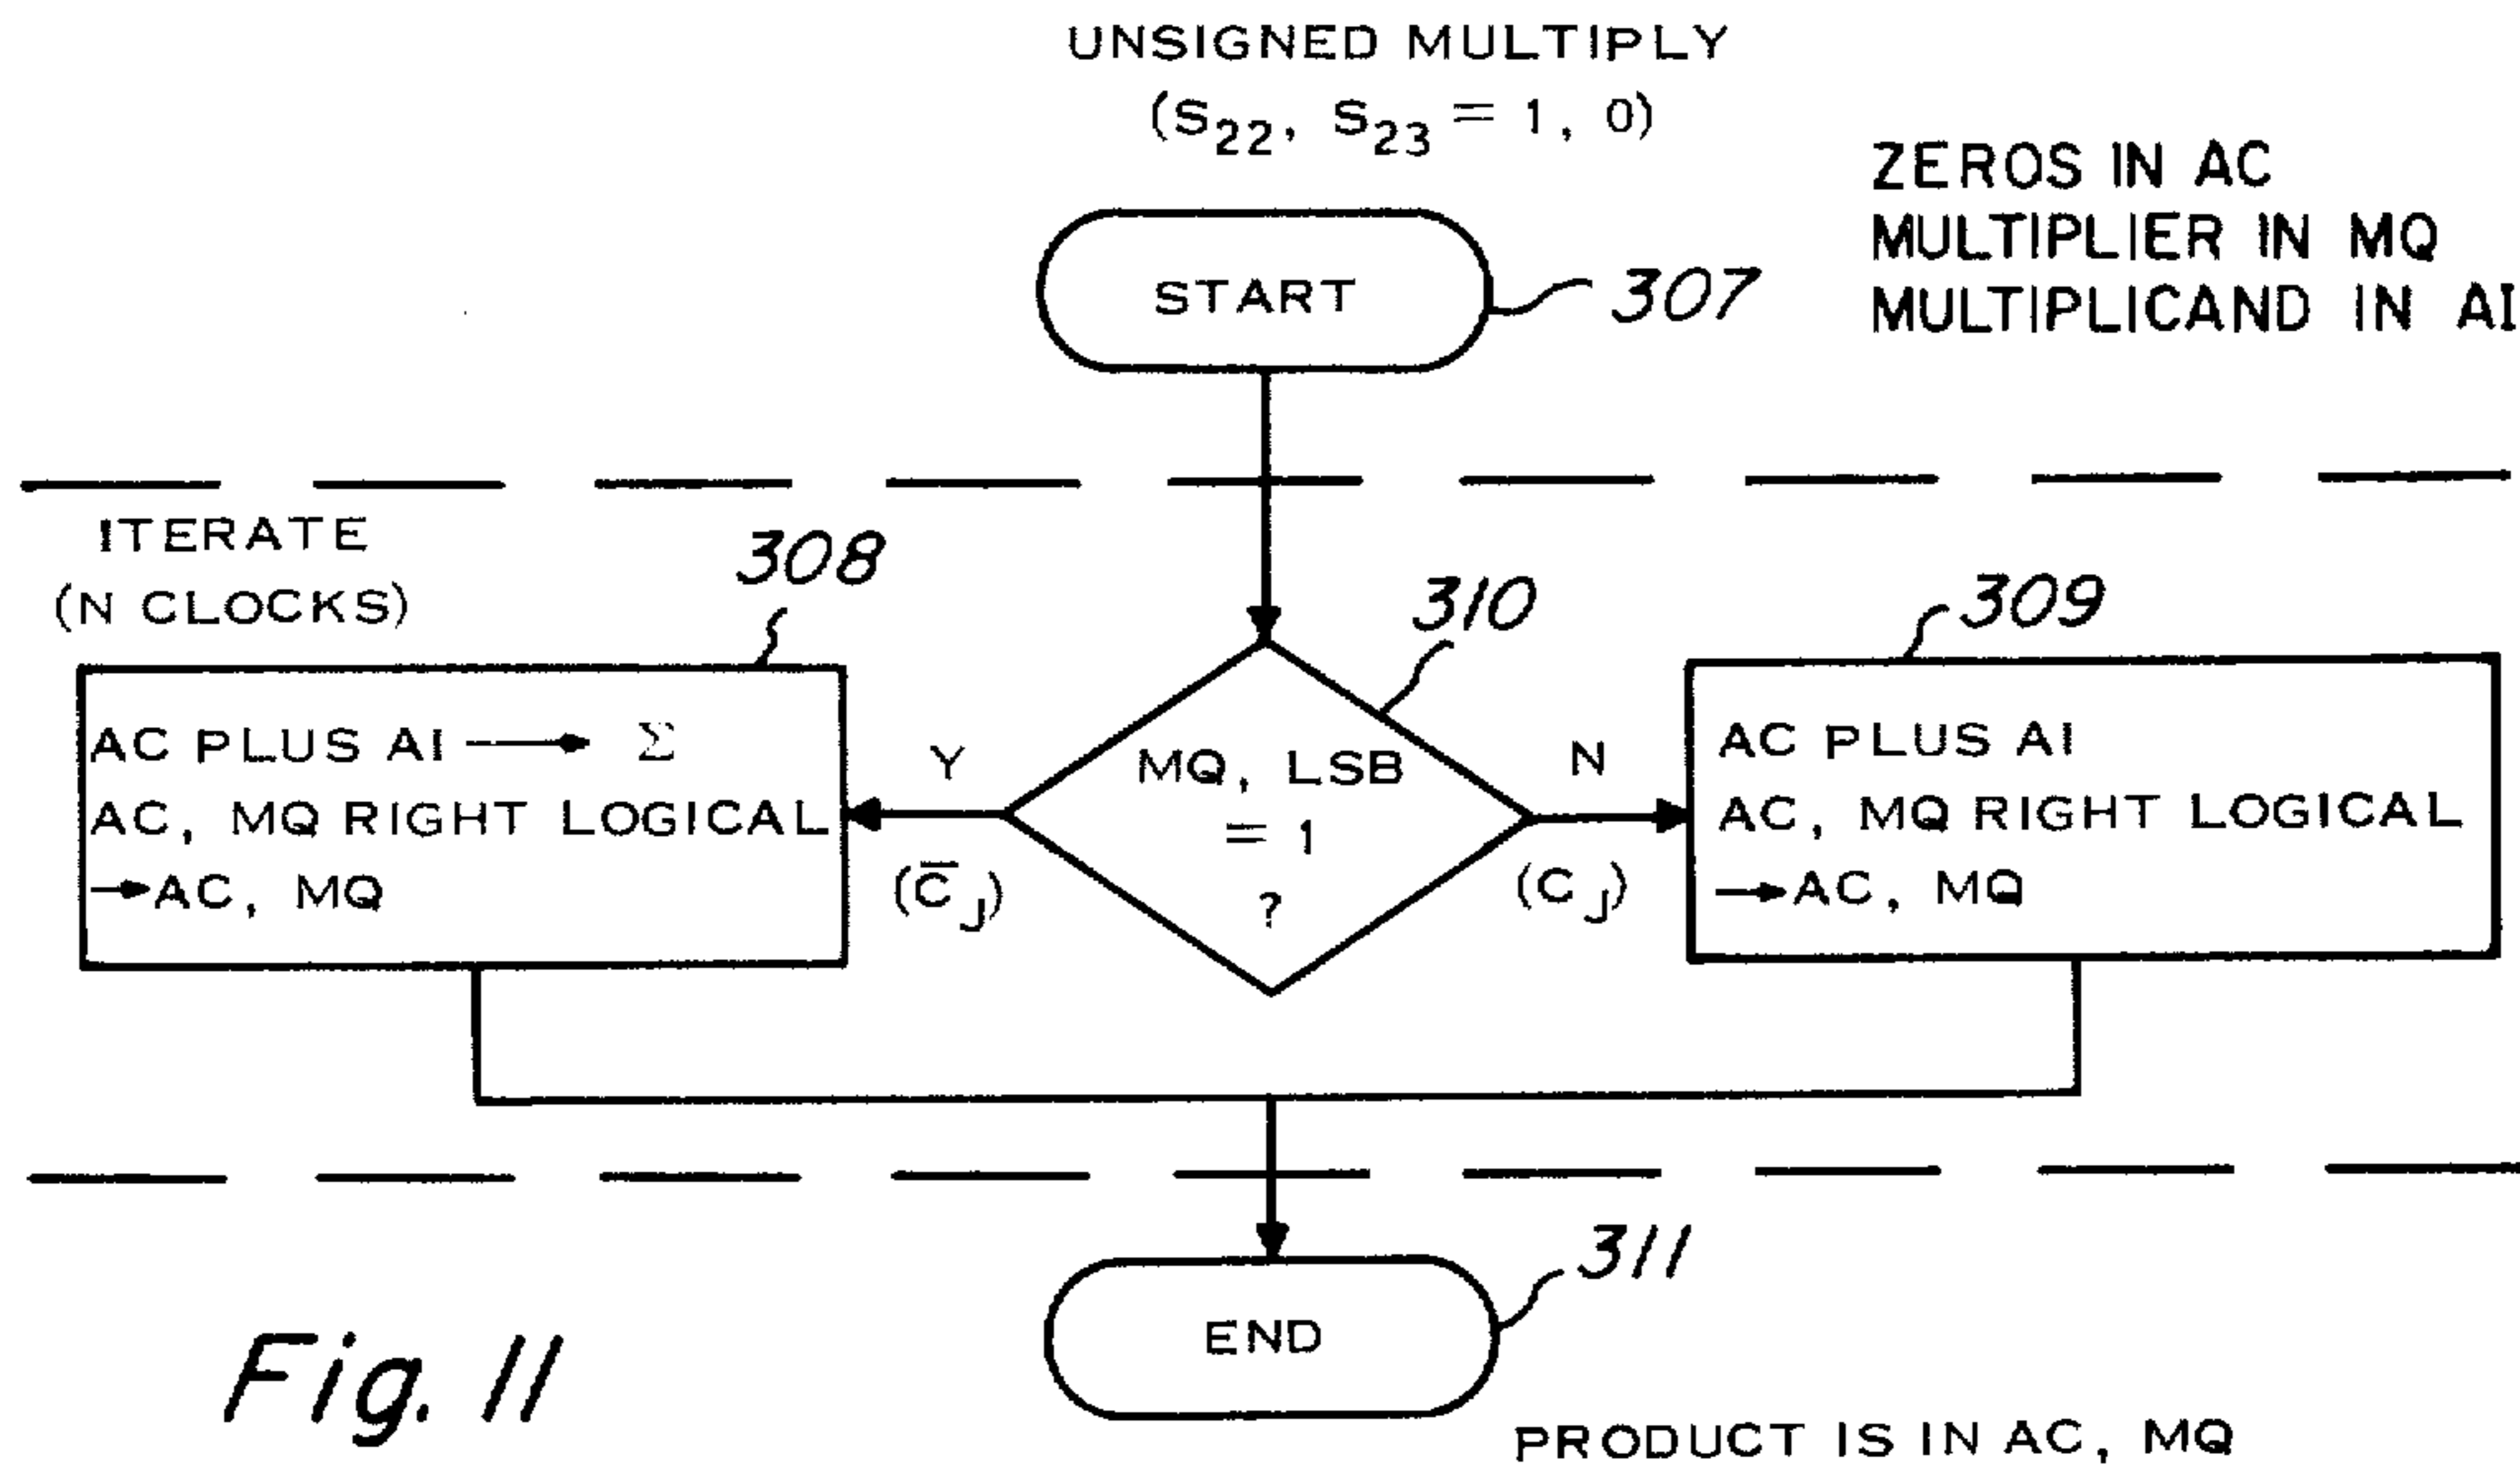 UNSIGNED MULTIPLY
(S22, S23 = 1, 0)
ZEROS IN AC
MULTIPLIER IN MQ
MULTIPLICAND IN AI
START
307
ITERATE
(N CLOCKS)
308
310
309
AC PLUS AI → Σ
AC, MQ RIGHT LOGICAL
→AC, MQ
Y
(C̅J)
MQ, LSB
= 1
?
N
(CJ)
AC PLUS AI
AC, MQ RIGHT LOGICAL
→AC, MQ
311
END
Fig. 11
PRODUCT IS IN AC, MQ